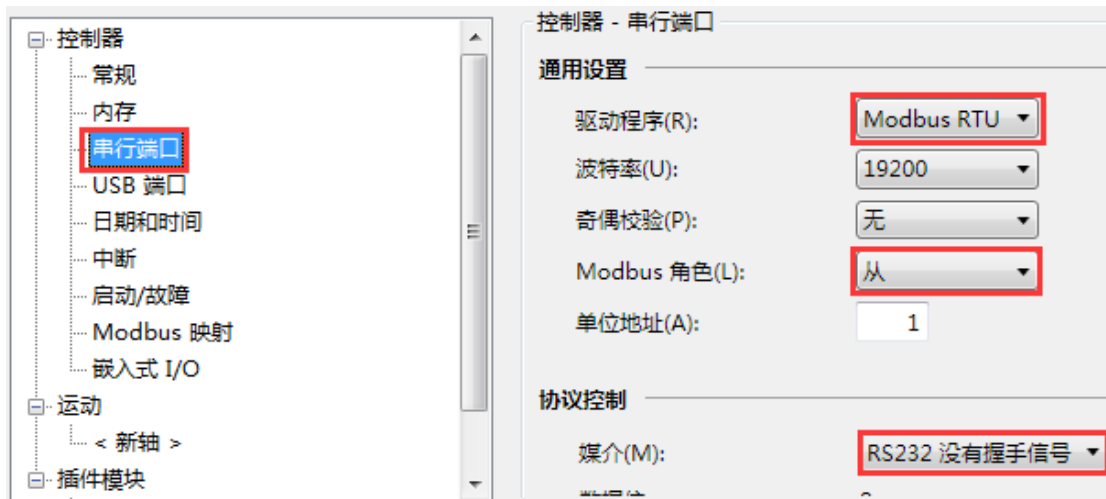 控制器
常规
内存
串行端口
USB 端口
日期和时间
中断
启动/故障
Modbus 映射
嵌入式 I/O
运动
< 新轴 >
插件模块
控制器 - 串行端口
通用设置
驱动程序(R): Modbus RTU
波特率(U): 19200
奇偶校验(P): 无
Modbus 角色(L): 从
单位地址(A): 1
协议控制
媒介(M): RS232 没有握手信号